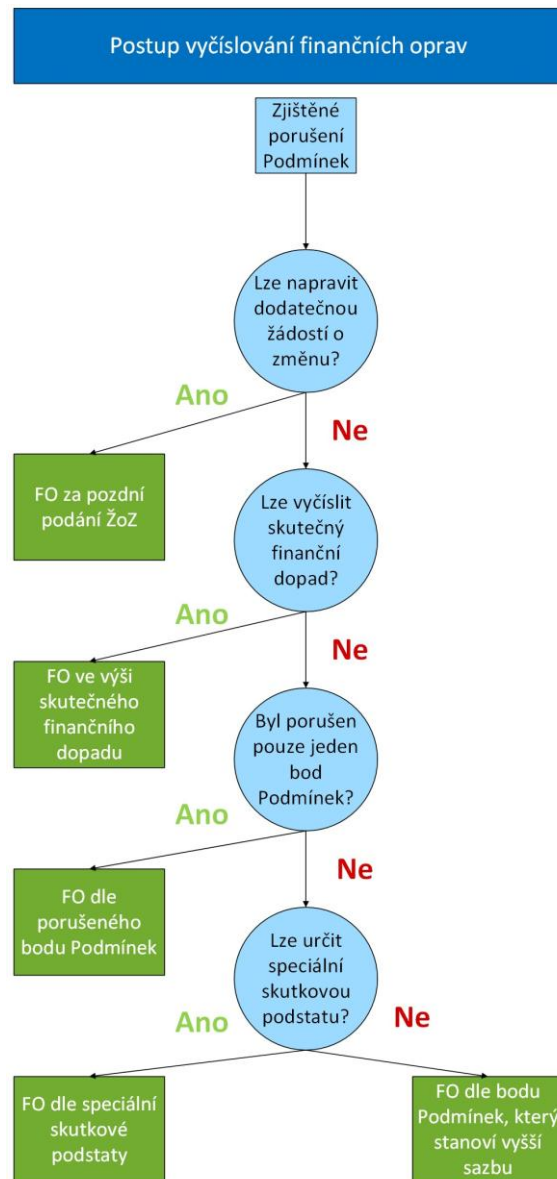 Postup vyčíslování finančních oprav
Zjištěné
porušení
Podmínek
Lze napravit
dodatečnou
žádostí o
změnu?
Ano
Ne
FO za pozdní
podání ŽoZ
Lze vyčíslit
skutečný
finanční
dopad?
Ano
Ne
FO ve výši
skutečného
finančního
dopadu
Byl porušen
pouze jeden
bod
Podmínek?
Ano
Ne
FO dle
porušeného
bodu Podmínek
Lze určit
speciální
skutkovou
podstatu?
Ano
Ne
FO dle speciální
skutkové
podstaty
FO dle bodu
Podmínek, který
stanoví vyšší
sazbu